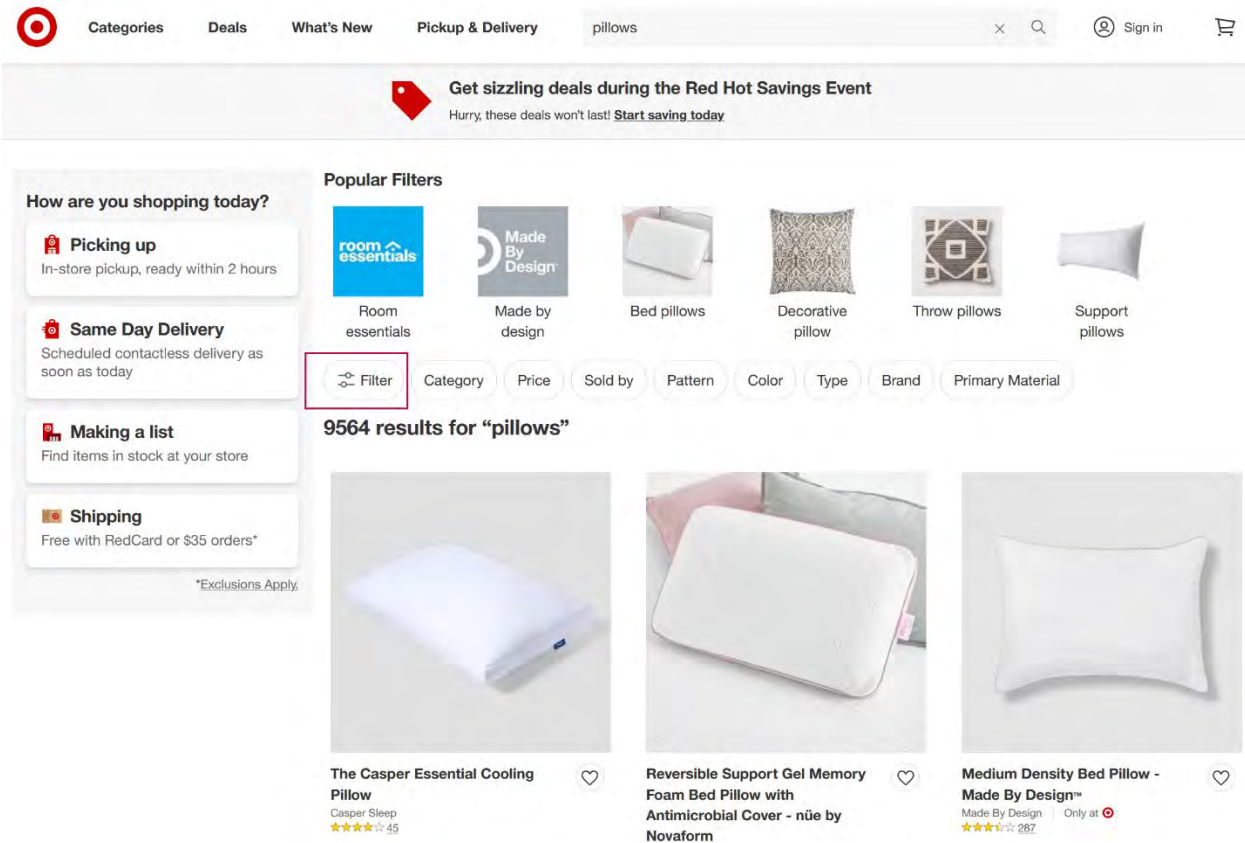 Categories Deals What's New Pickup & Delivery pillows Sign in
Get sizzling deals during the Red Hot Savings Event
Hurry, these deals won't last! Start saving today
How are you shopping today?
Picking up
In-store pickup, ready within 2 hours
Same Day Delivery
Scheduled contactless delivery as
soon as today
Making a list
Find items in stock at your store
Shipping
Free with RedCard or $35 orders*
*Exclusions Apply.
Popular Filters
room
essentials
Made
By
Design
Room
essentials
Made by
design
Bed pillows
Decorative
pillow
Throw pillows
Support
pillows
Filter Category Price Sold by Pattern Color Type Brand Primary Material
9564 results for “pillows”
The Casper Essential Cooling
Pillow
Casper Sleep
45
Reversible Support Gel Memory
Foam Bed Pillow with
Antimicrobial Cover - nüe by
Novaform
Medium Density Bed Pillow -
Made By Design™
Made By Design Only at
287